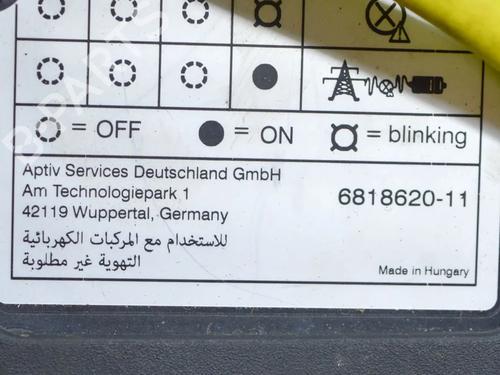 = OFF = ON = blinking
Aptiv Services Deutschland GmbH
Am Technologiepark 1
42119 Wuppertal, Germany
6818620-11
للاستخدام مع المركبات الكهربائية
التهوية غير مطلوبة
Made in Hungary
B-PARTS